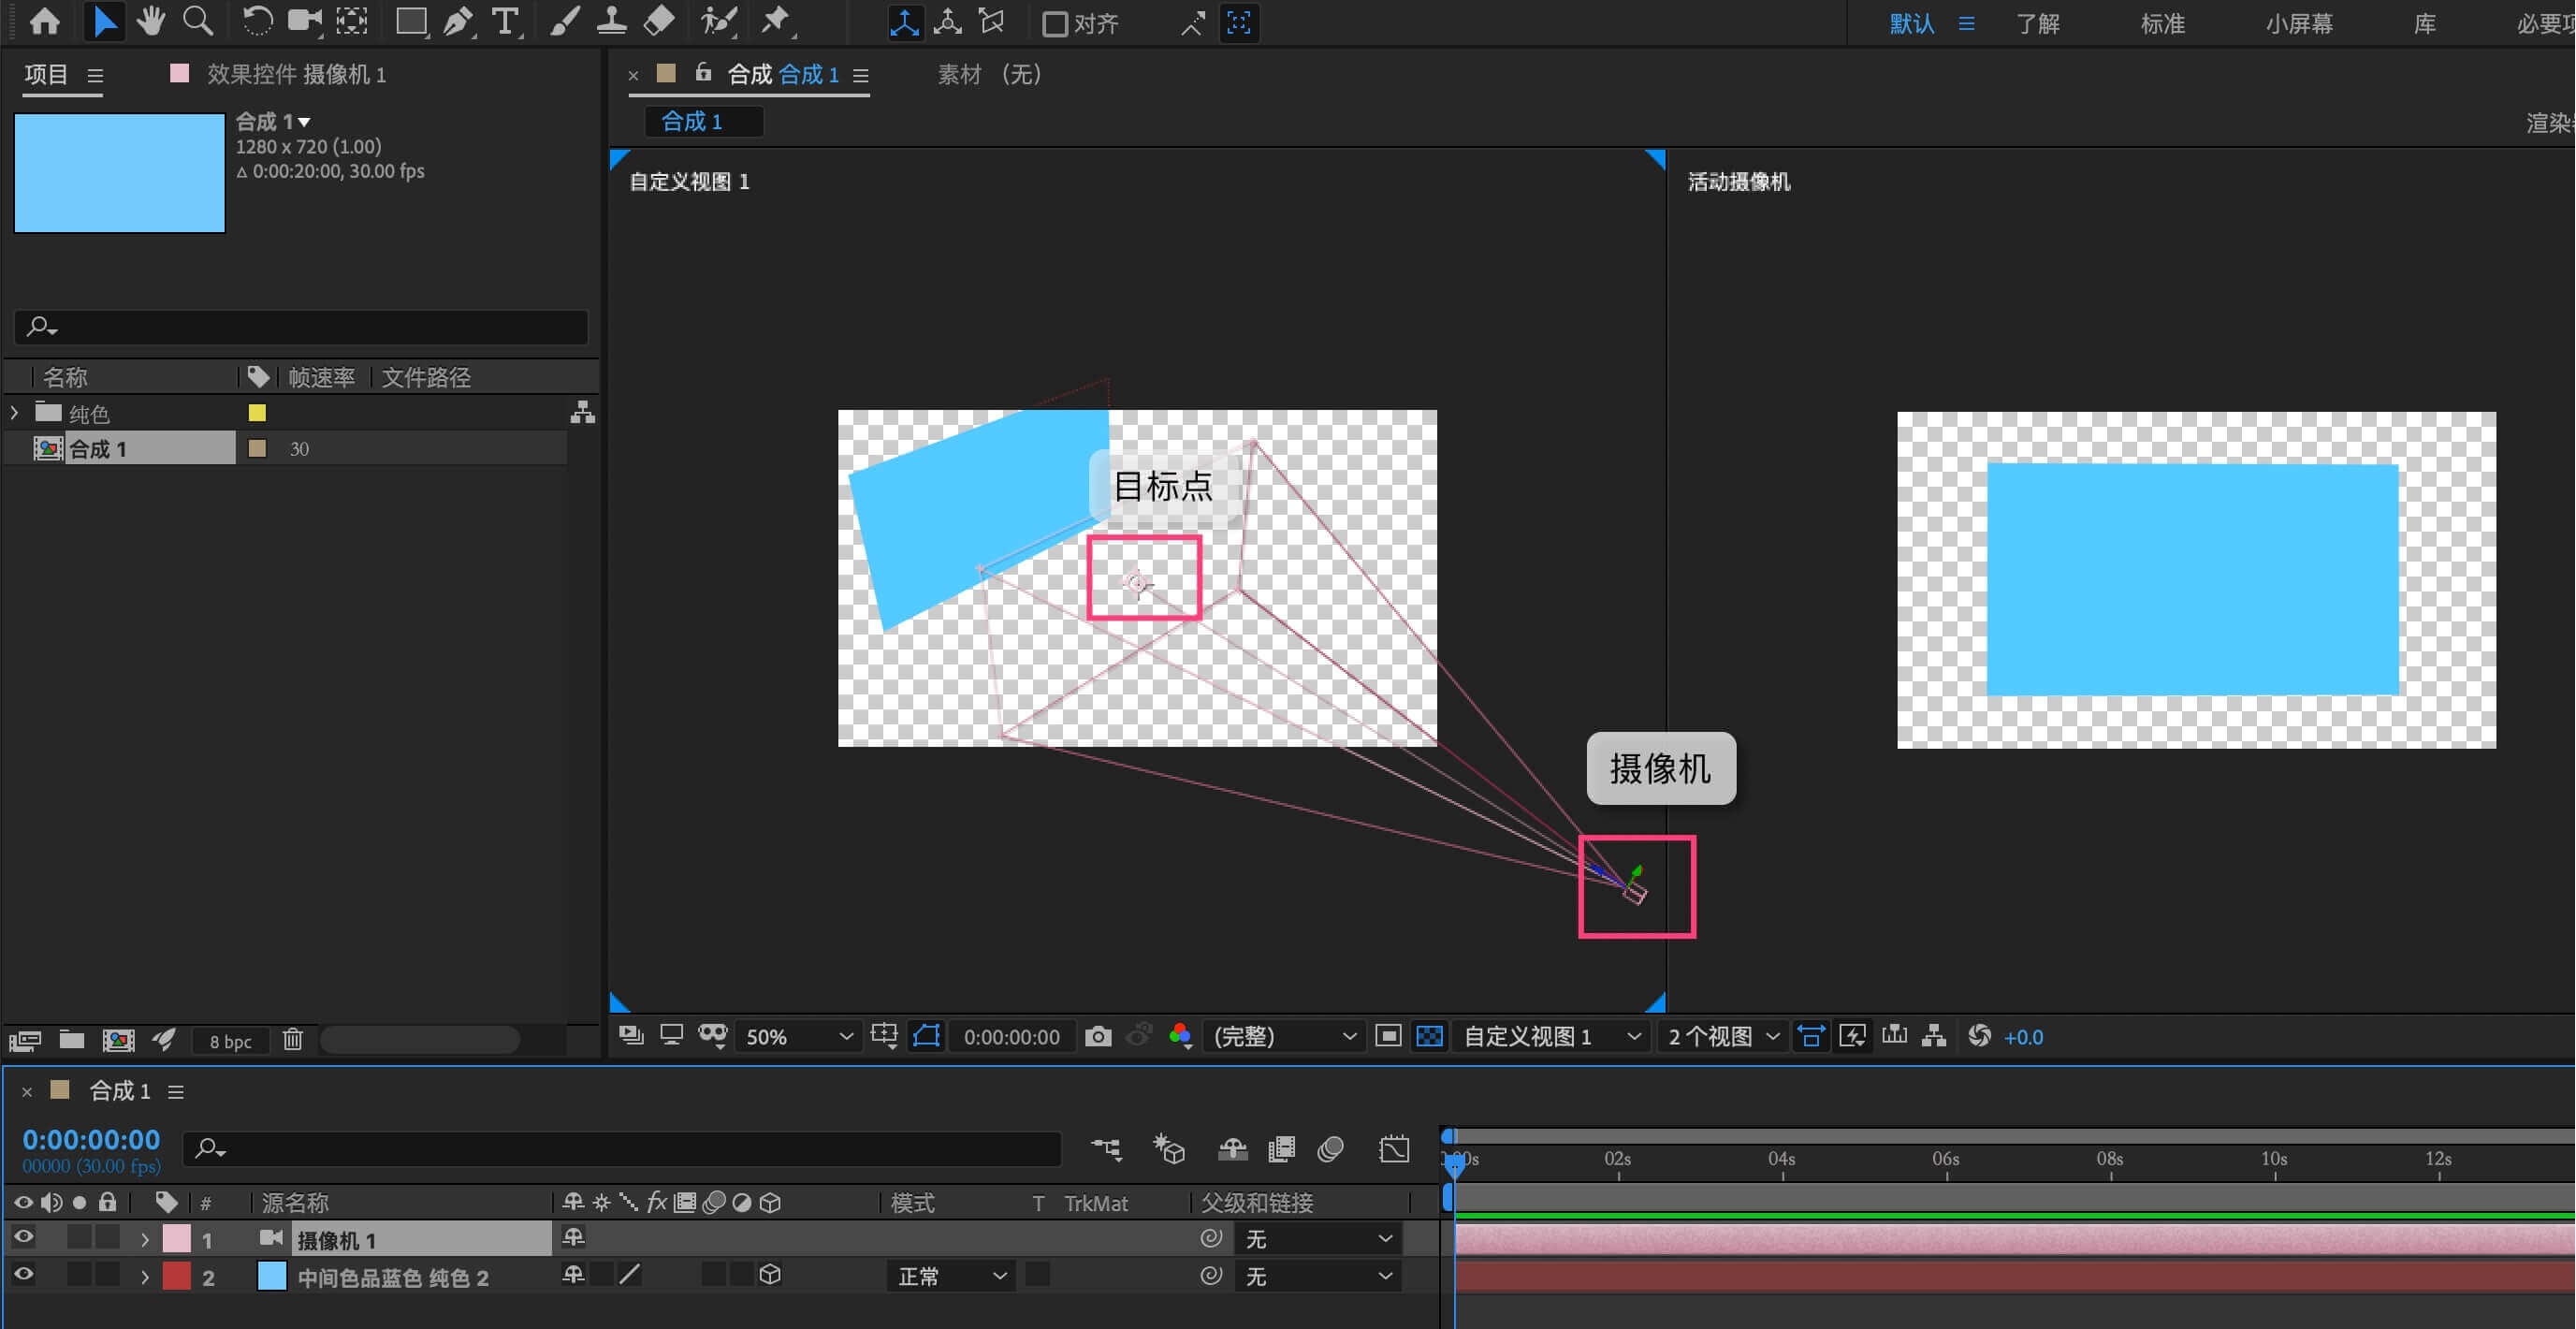 对齐
默认
了解
标准
小屏幕
库
项目
效果控件 摄像机 1
合成 合成 1
素材 （无）
合成 1
1280 x 720 (1.00)
Δ 0:00:20:00, 30.00 fps
合成 1
自定义视图 1
活动摄像机
名称
帧速率
文件路径
纯色
合成 1
30
目标点
摄像机
8 bpc
50%
0:00:00:00
(完整)
自定义视图 1
2 个视图
+0.0
合成 1
0:00:00:00
00000 (30.00 fps)
02s
04s
06s
08s
10s
12s
#
源名称
fx
模式
T
TrkMat
父级和链接
1
摄像机 1
无
2
中间色品蓝色 纯色 2
正常
无